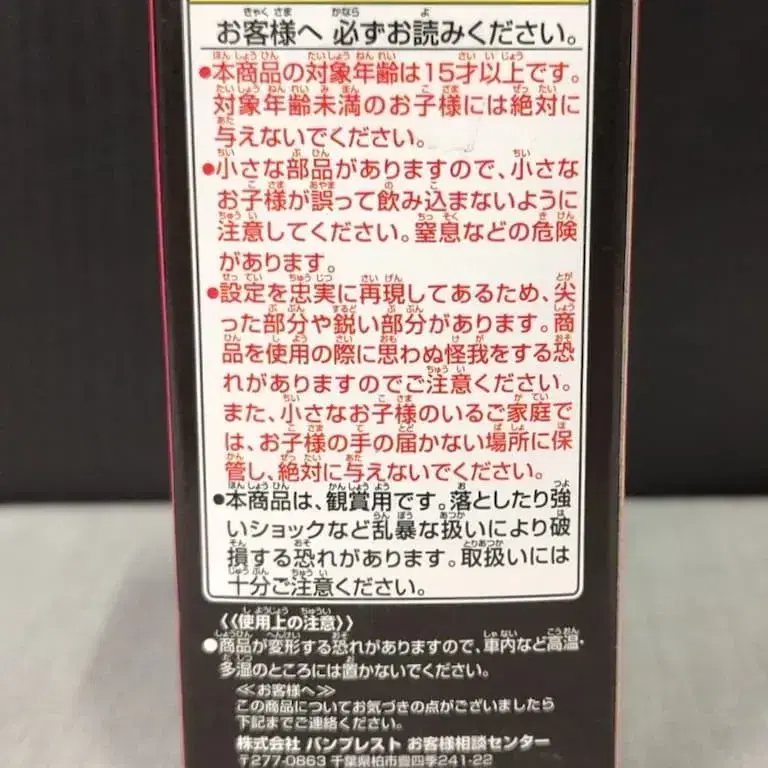 お客様へ 必ずお読みください。
●本商品の対象年齢は15才以上です。
対象年齢未満のお子様には絶対に
与えないでください。
●小さな部品がありますので、小さな
お子様が誤って飲み込まないように
注意してください。窒息などの危険
があります。
●設定を忠実に再現してあるため、尖
った部分や鋭い部分があります。商
品を使用の際に思わぬ怪我をする恐
れがありますのでご注意ください。
また、小さなお子様のいるご家庭で
は、お子様の手の届かない場所に保
管し、絶対に与えないでください。
●本商品は、観賞用です。落としたり強
いショックなど乱暴な扱いにより破
損する恐れがあります。取扱いには
十分ご注意ください。
《使用上の注意》
●商品が変形する恐れがありますので、車内など高温・
多湿のところには置かないでください。
≪お客様へ≫
この商品についてお気づきの点がございましたら
下記までご連絡ください。
株式会社 バンプレスト お客様相談センター
〒277-0863 千葉県柏市豊四季241-22